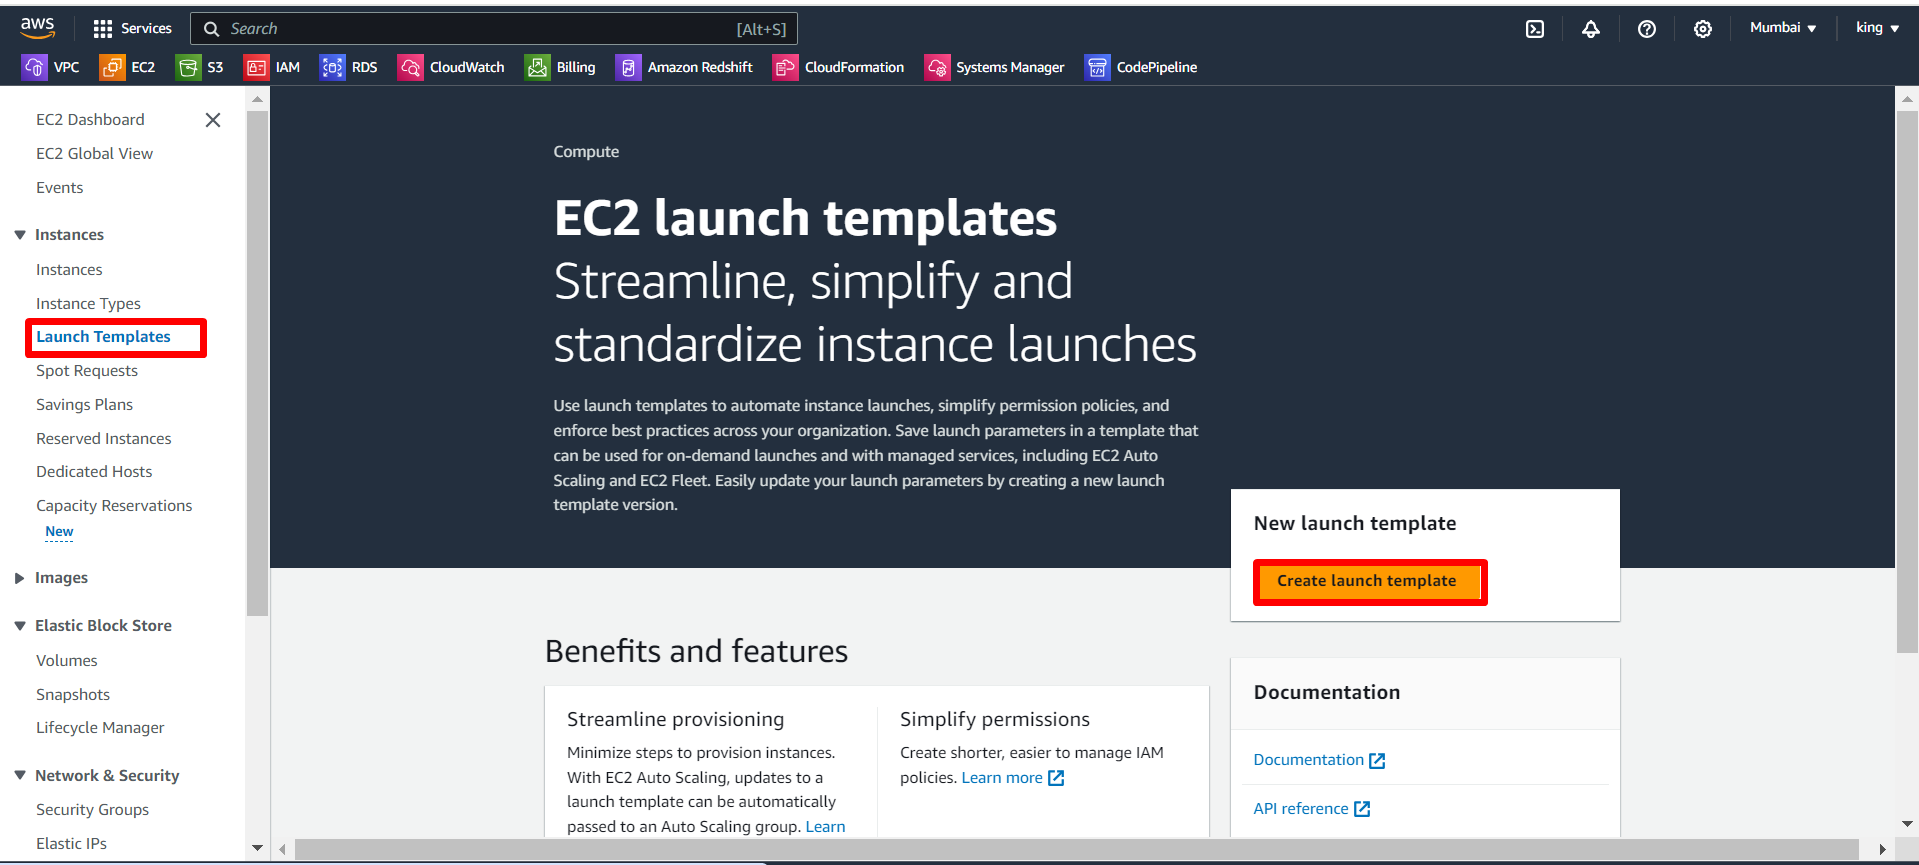 aws
Services
Search
[Alt+S]
Mumbai
king
VPC
EC2
S3
IAM
RDS
CloudWatch
Billing
Amazon Redshift
CloudFormation
Systems Manager
CodePipeline
EC2 Dashboard
EC2 Global View
Events
Instances
Instances
Instance Types
Launch Templates
Spot Requests
Savings Plans
Reserved Instances
Dedicated Hosts
Capacity Reservations
New
Images
Elastic Block Store
Volumes
Snapshots
Lifecycle Manager
Network & Security
Security Groups
Elastic IPs
Compute
EC2 launch templates
Streamline, simplify and
standardize instance launches
Use launch templates to automate instance launches, simplify permission policies, and
enforce best practices across your organization. Save launch parameters in a template that
can be used for on-demand launches and with managed services, including EC2 Auto
Scaling and EC2 Fleet. Easily update your launch parameters by creating a new launch
template version.
New launch template
Create launch template
Benefits and features
Streamline provisioning
Minimize steps to provision instances.
With EC2 Auto Scaling, updates to a
launch template can be automatically
passed to an Auto Scaling group. Learn
Simplify permissions
Create shorter, easier to manage IAM
policies. Learn more
Documentation
Documentation
API reference